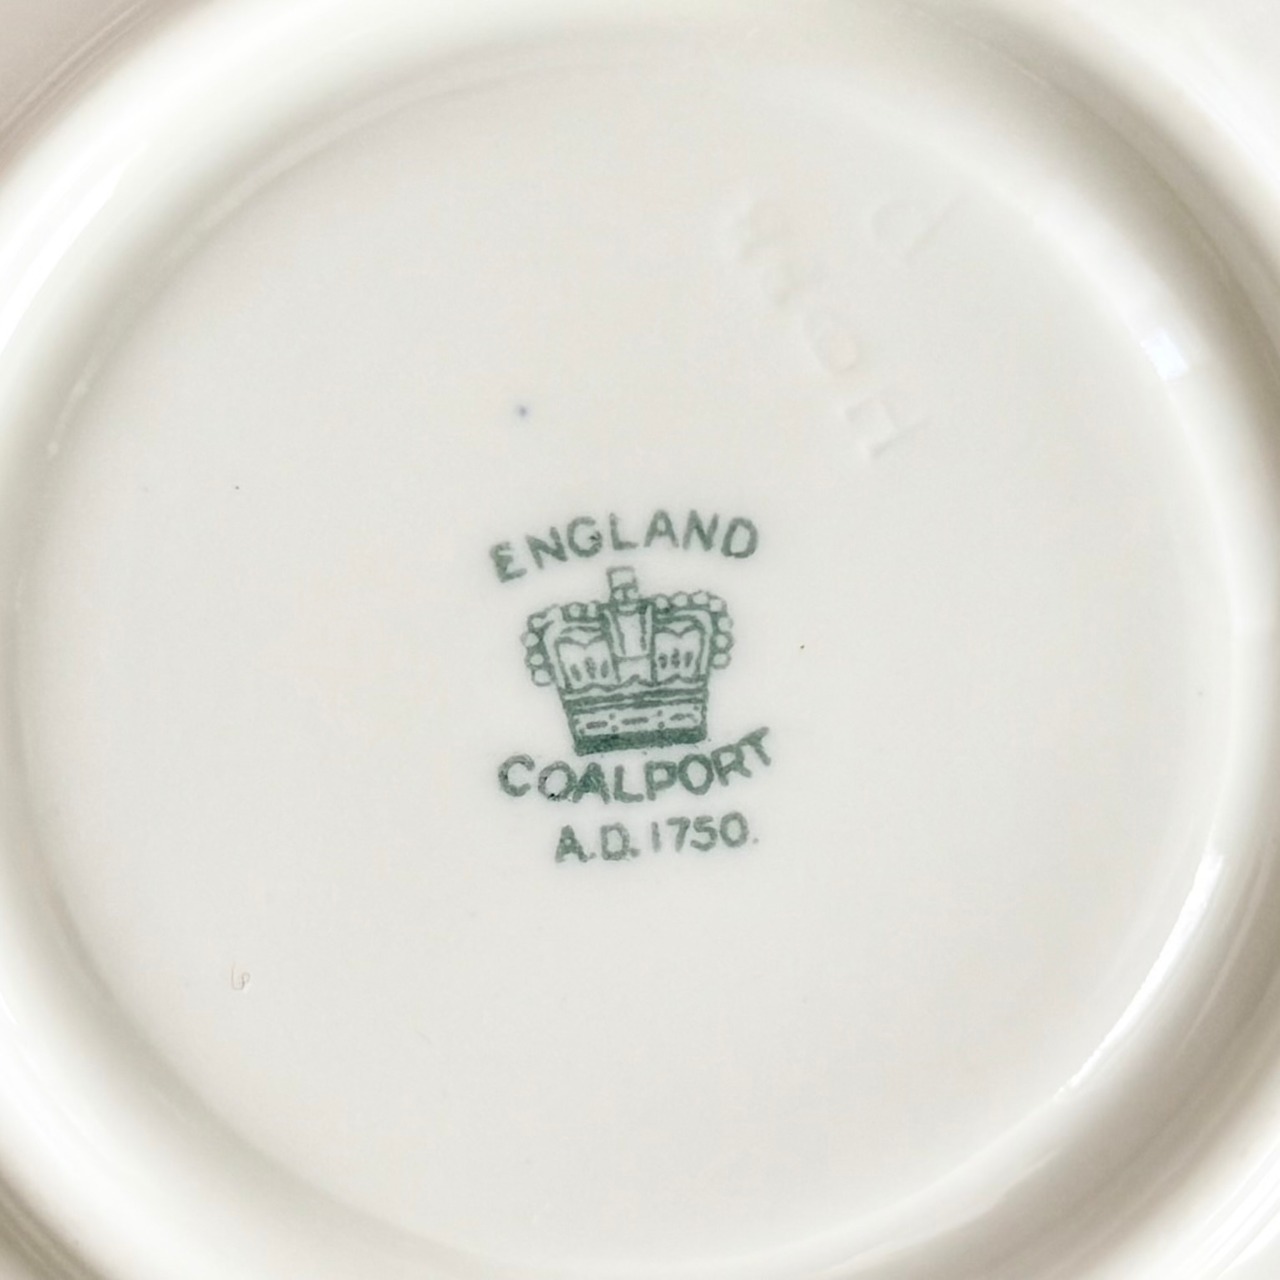 ENGLAND
COALPORT
A.D. 1750.